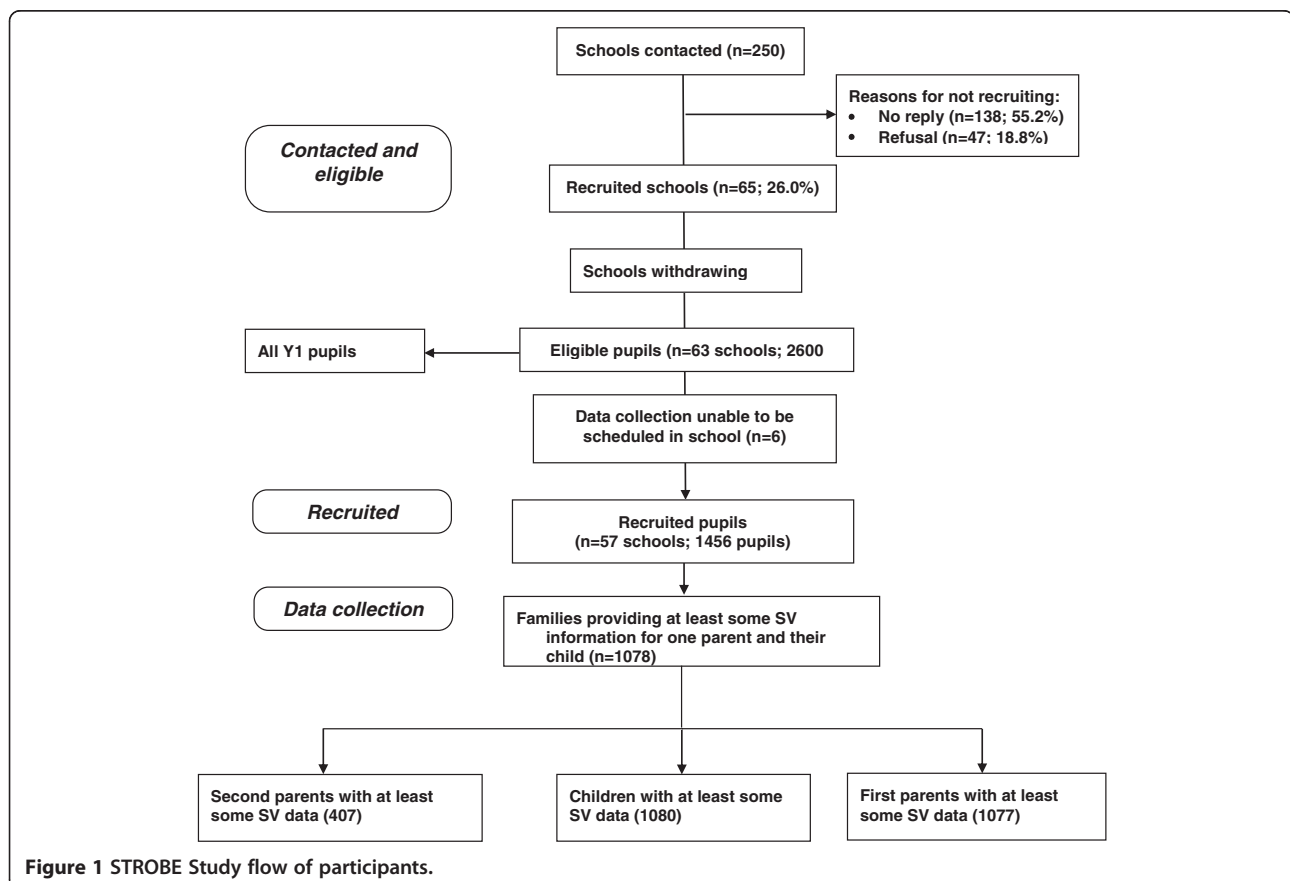 Schools contacted (n=250)
Reasons for not recruiting:
• No reply (n=138; 55.2%)
• Refusal (n=47; 18.8%)
Contacted and
eligible
Recruited schools (n=65; 26.0%)
Schools withdrawing
All Y1 pupils
Eligible pupils (n=63 schools; 2600
Data collection unable to be
scheduled in school (n=6)
Recruited
Recruited pupils
(n=57 schools; 1456 pupils)
Data collection
Families providing at least some SV
information for one parent and their
child (n=1078)
Second parents with at least
some SV data (407)
Children with at least some
SV data (1080)
First parents with at least
some SV data (1077)
Figure 1 STROBE Study flow of participants.